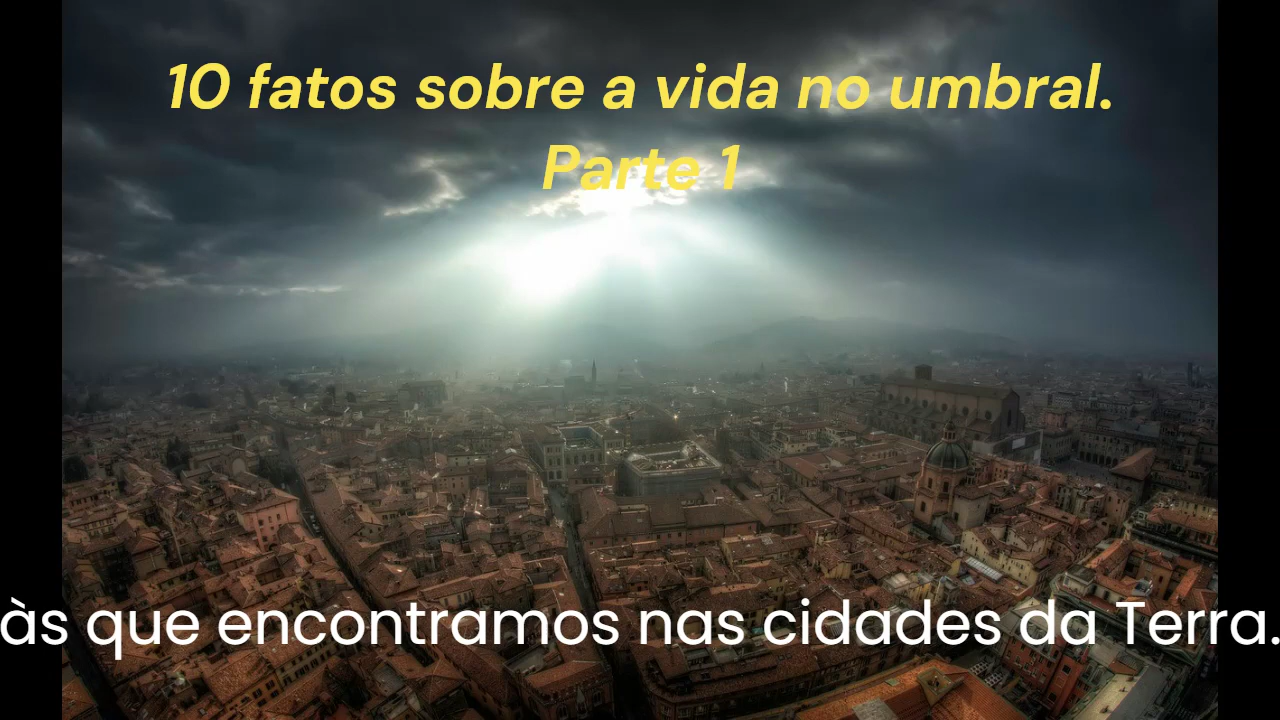 10 fatos sobre a vida no umbral.
Parte 1
às que encontramos nas cidades da Terra.